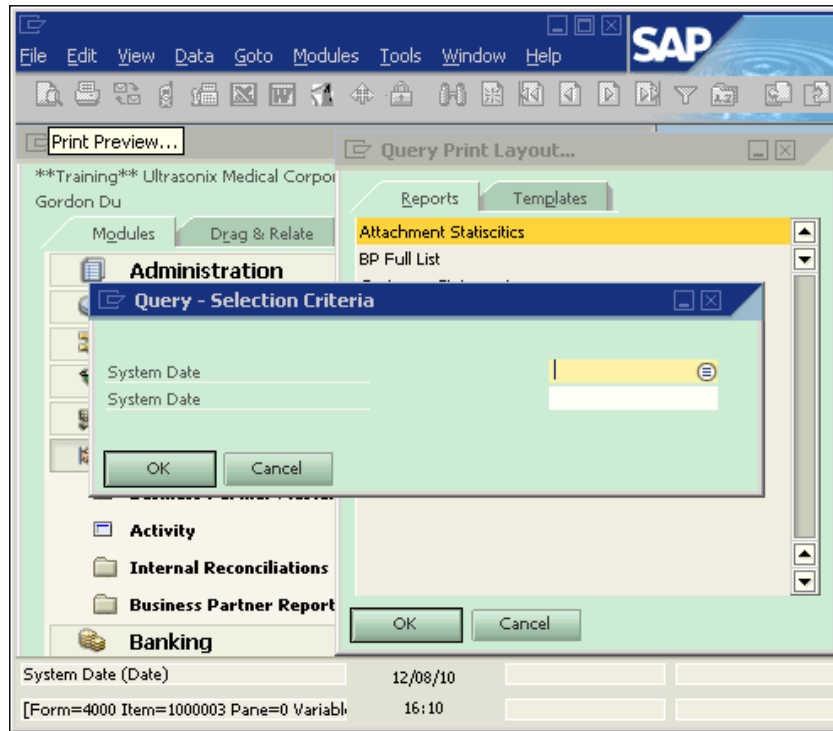 File Edit View Data Goto Modules Tools Window Help
SAP
Print Preview...
Query Print Layout...
**Training** Ultrasonix Medical Corpor
Gordon Du
Reports Templates
Modules Drag & Relate
Attachment Statiscitics
BP Full List
Administration
Query - Selection Criteria
System Date
System Date
OK Cancel
Activity
Internal Reconciliations
Business Partner Report
OK Cancel
Banking
System Date (Date) 12/08/10
[Form=4000 Item=1000003 Pane=0 Variabl 16:10